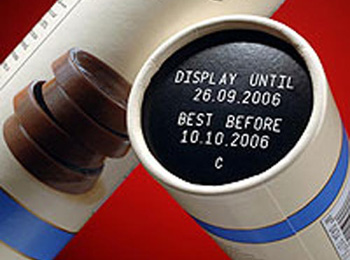 DISPLAY UNTIL
26.09.2006
BEST BEFORE
10.10.2006
C